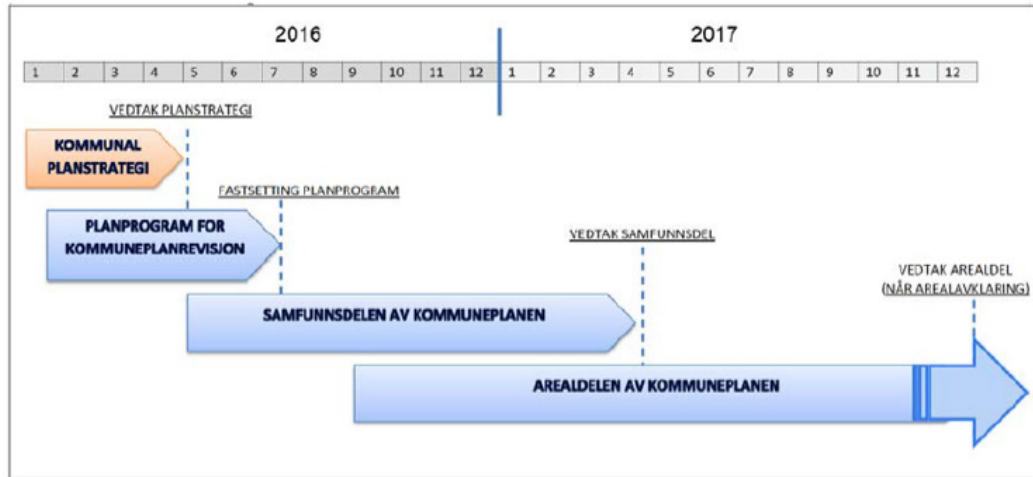 2016 2017
1 2 3 4 5 6 7 8 9 10 11 12 1 2 3 4 5 6 7 8 9 10 11 12
VEDTAK PLANSTRATEGI
KOMMUNAL
PLANSTRATEGI
FASTSETTING PLANPROGRAM
PLANPROGRAM FOR
KOMMUNEPLANREVISJON
VEDTAK SAMFUNNSDEL
VEDTAK AREALDEL
(NÅR AREALAVKLARING)
SAMFUNNSDELEN AV KOMMUNEPLANEN
AREALDELEN AV KOMMUNEPLANEN